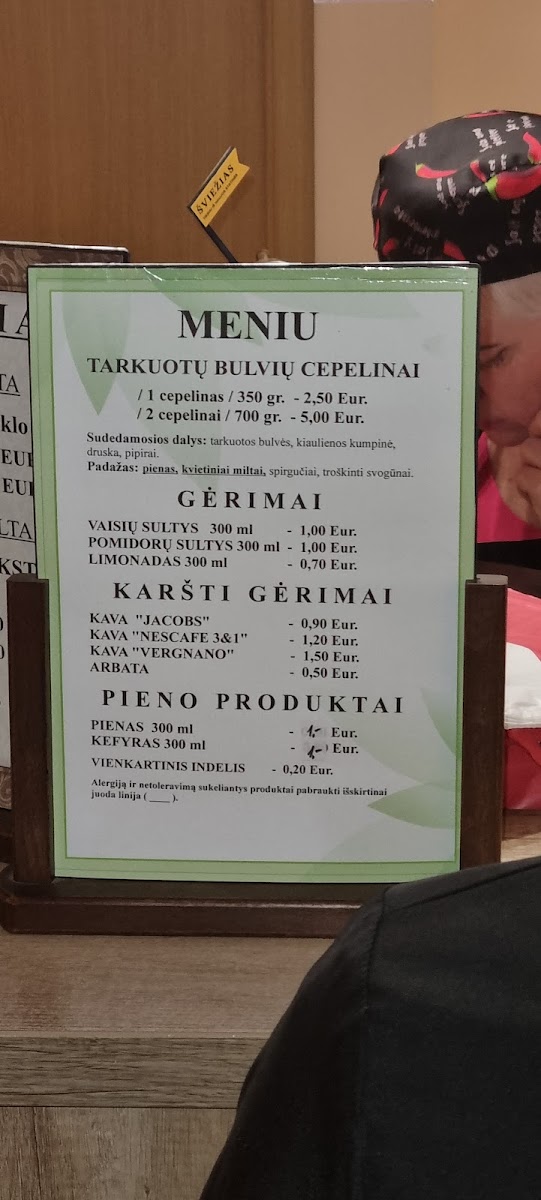 ŠVIEŽIAS
MENIU
TARKUOTŲ BULVIŲ CEPELINAI
/ 1 cepelinas / 350 gr. - 2,50 Eur.
/ 2 cepelinai / 700 gr. - 5,00 Eur.
Sudedamosios dalys: tarkuotos bulvės, kiaulienos kumpinė,
druska, pipirai.
Padažas: pienas, kvietiniai miltai, spirgučiai, troškinti svogūnai.
GĖRIMAI
VAISIŲ SULTYS 300 ml - 1,00 Eur.
POMIDORŲ SULTYS 300 ml - 1,00 Eur.
LIMONADAS 300 ml - 0,70 Eur.
KARŠTI GĖRIMAI
KAVA "JACOBS" - 0,90 Eur.
KAVA "NESCAFE 3&1" - 1,20 Eur.
KAVA "VERGNANO" - 1,50 Eur.
ARBATA - 0,50 Eur.
PIENO PRODUKTAI
PIENAS 300 ml - 1,- Eur.
KEFYRAS 300 ml - 1,- Eur.
VIENKARTINIS INDELIS - 0,20 Eur.
Alergiją ir netoleravimą sukeliantys produktai pabraukti išskirtinai
juoda linija ( ____ ).